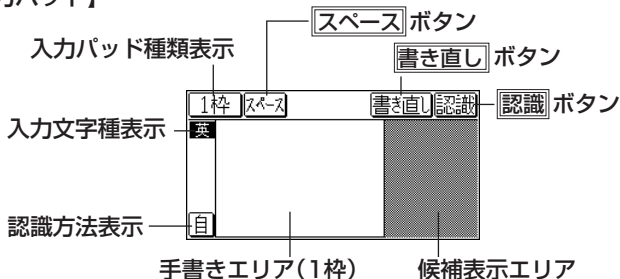 力パッド】
スペース ボタン
入力パッド種類表示
書き直し ボタン
1枠 スペース 書き直し 認識
認識 ボタン
入力文字種表示
英
認識方法表示
自
手書きエリア(1枠)
候補表示エリア